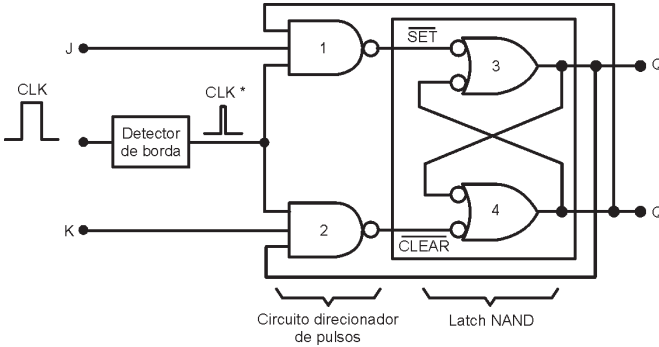 J
1
SET
3
Q
CLK
CLK *
Detector
de borda
K
2
CLEAR
4
Q
Circuito direcionador
de pulsos
Latch NAND